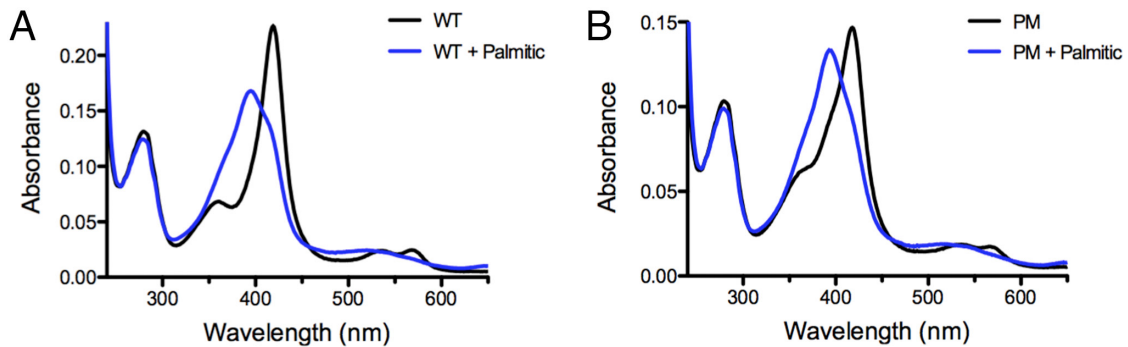 A
WT
WT + Palmitic
0.20
0.15
0.10
0.05
0.00
300
400
500
600
Absorbance
Wavelength (nm)
B
PM
PM + Palmitic
0.15
0.10
0.05
0.00
300
400
500
600
Absorbance
Wavelength (nm)